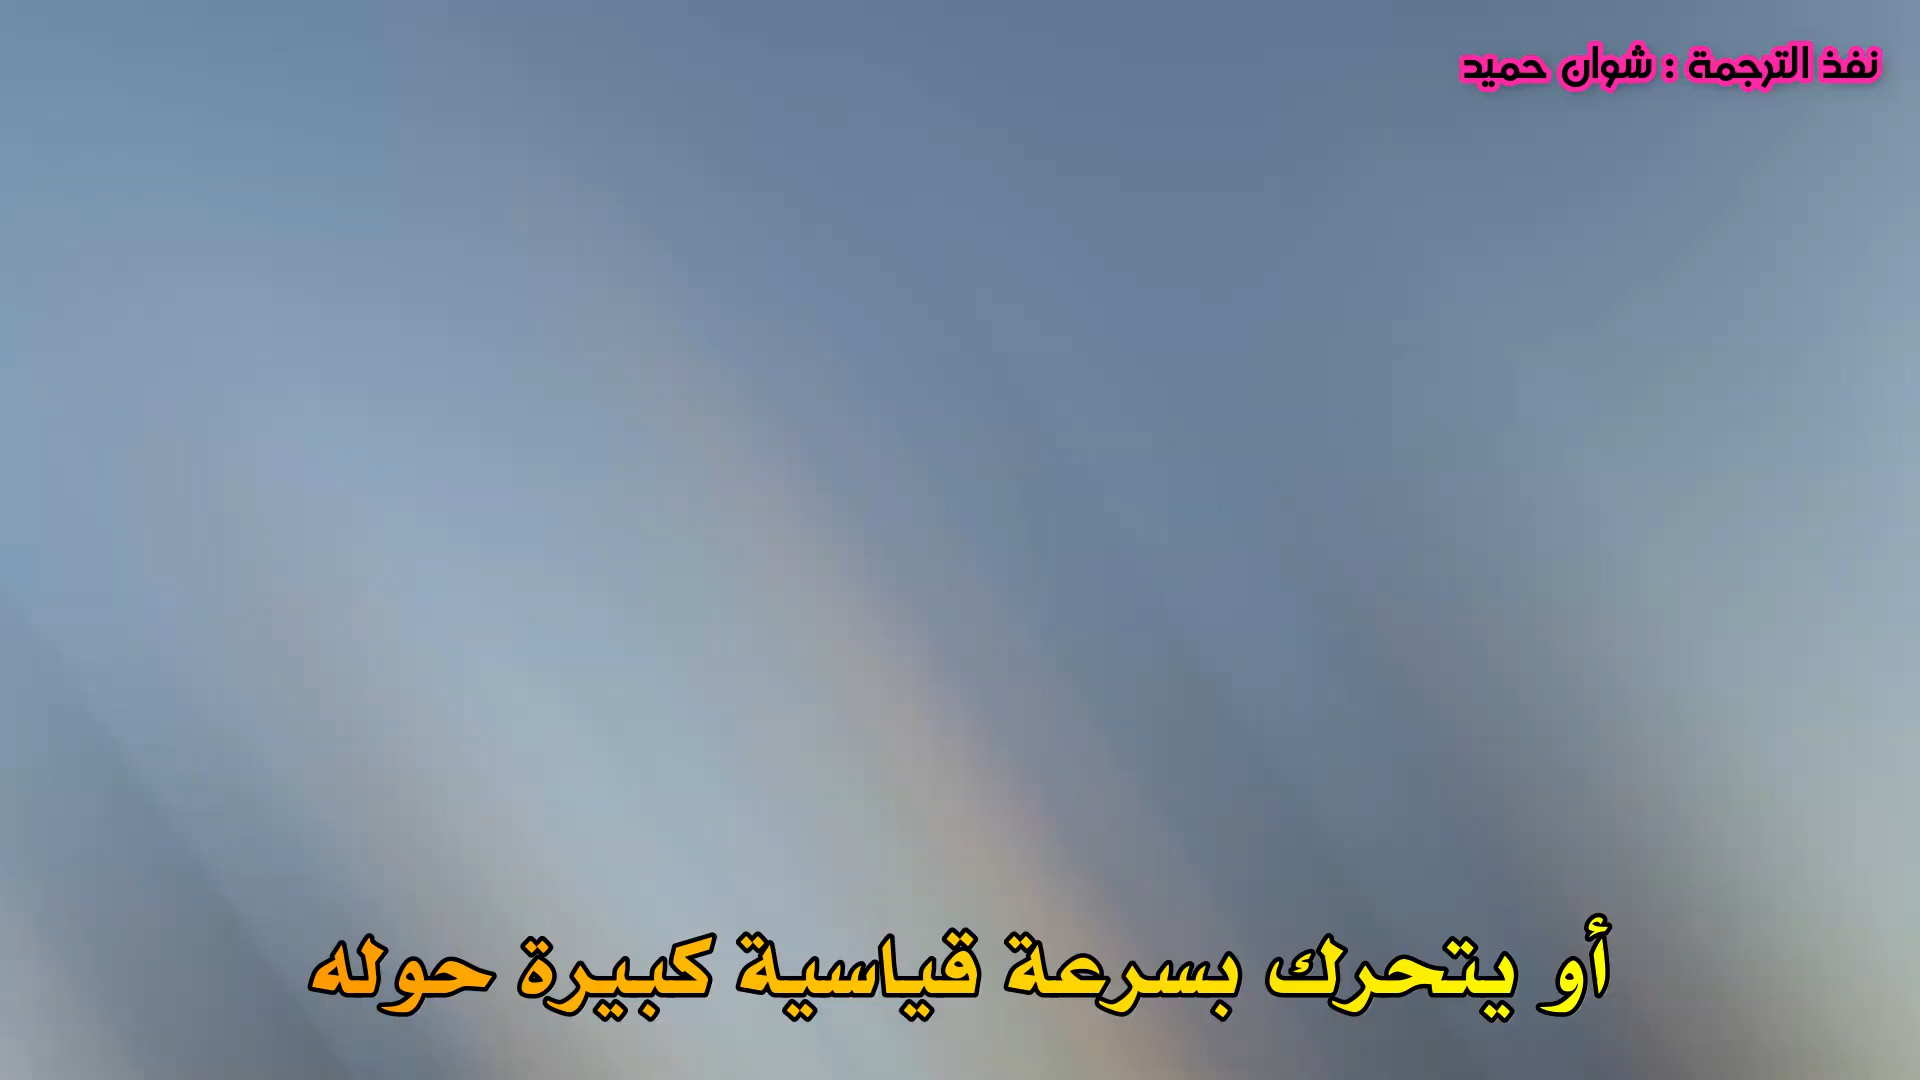 نفذ الترجمة : شوان حميد
أو يتحرك بسرعة قياسية كبيرة حوله